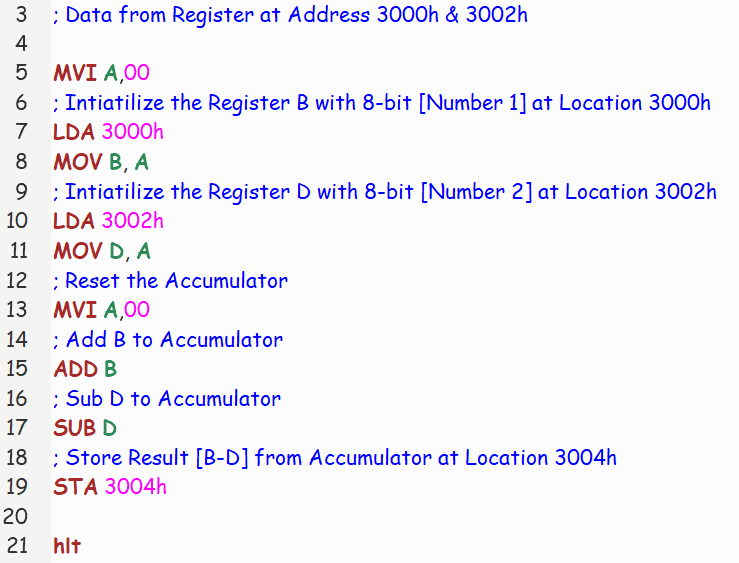 3 ; Data from Register at Address 3000h & 3002h
4
5 MVI A,00
6 ; Intiatilize the Register B with 8-bit [Number 1] at Location 3000h
7 LDA 3000h
8 MOV B, A
9 ; Intiatilize the Register D with 8-bit [Number 2] at Location 3002h
10 LDA 3002h
11 MOV D, A
12 ; Reset the Accumulator
13 MVI A,00
14 ; Add B to Accumulator
15 ADD B
16 ; Sub D to Accumulator
17 SUB D
18 ; Store Result [B-D] from Accumulator at Location 3004h
19 STA 3004h
20
21 hlt